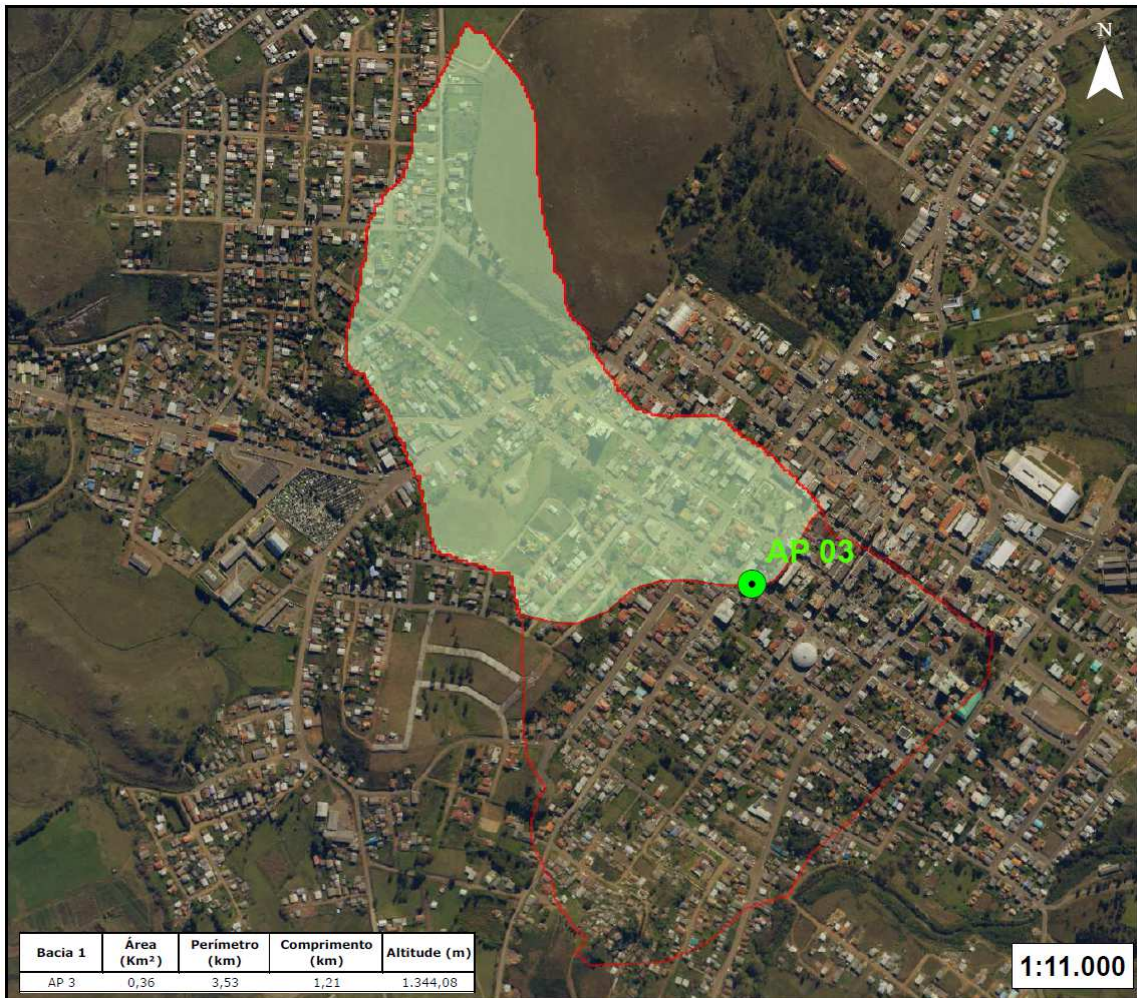 N
AP 03
Bacia 1 Área (Km²) Perímetro (km) Comprimento (km) Altitude (m)
AP 3 0,36 3,53 1,21 1.344,08
1:11.000